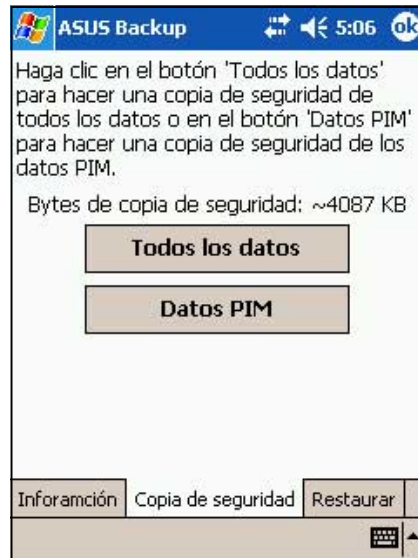 ASUS Backup 5:06 ok
Haga clic en el botón 'Todos los datos'
para hacer una copia de seguridad de
todos los datos o en el botón 'Datos PIM'
para hacer una copia de seguridad de los
datos PIM.
Bytes de copia de seguridad: ~4087 KB
Todos los datos
Datos PIM
Inforamción Copia de seguridad Restaurar